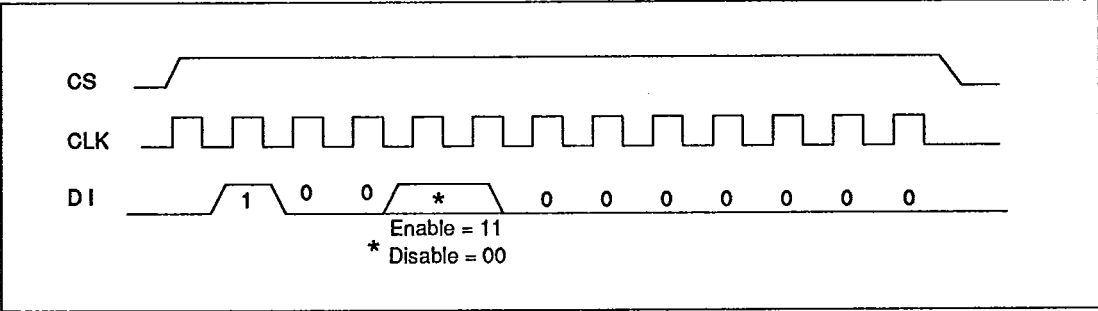 CS
CLK
DI 1 0 0 * 0 0 0 0 0 0 0
Enable = 11
* Disable = 00